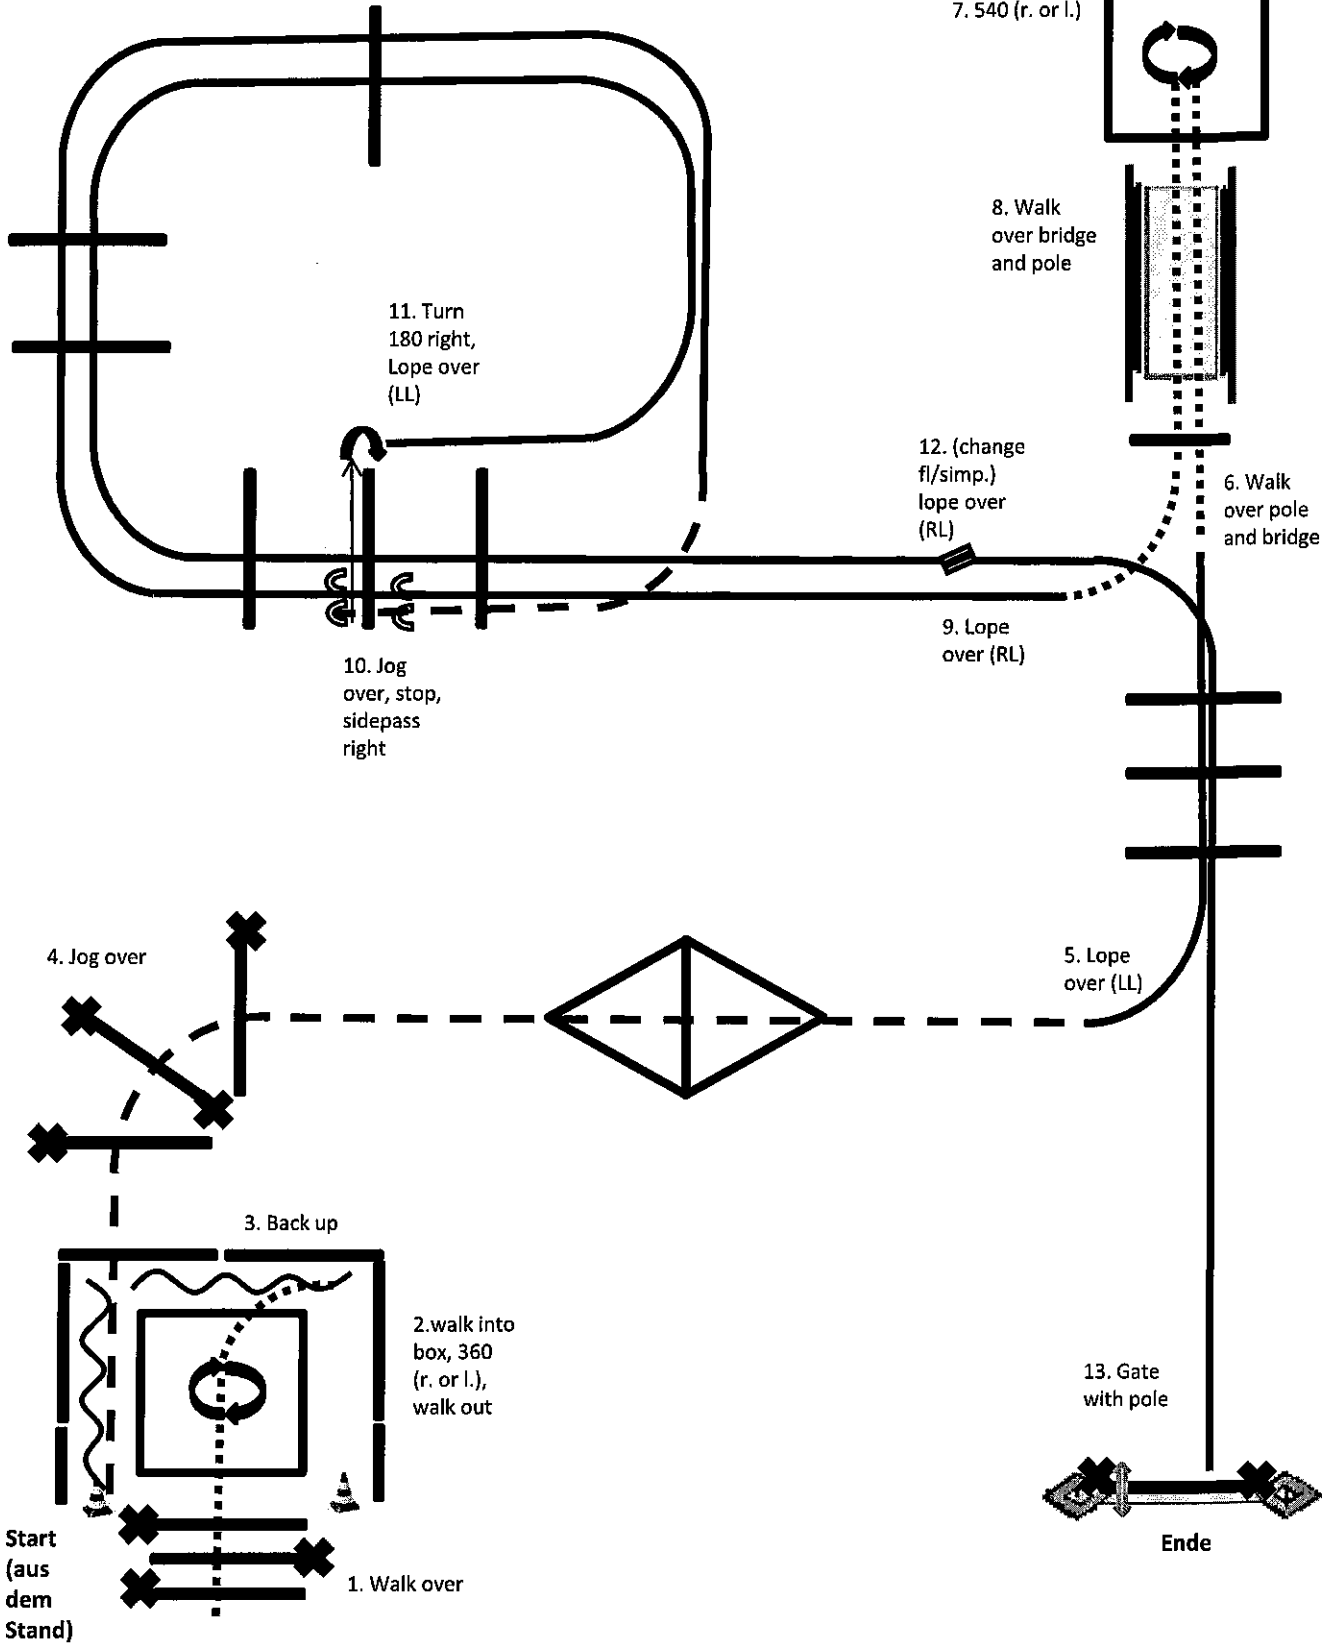 7. 540 (r. or l.)
8. Walk
over bridge
and pole
11. Turn
180 right,
Lope over
(LL)
12. (change
fl/simp.)
lope over
(RL)
6. Walk
over pole
and bridge
9. Lope
over (RL)
10. Jog
over, stop,
sidepass
right
4. Jog over
5. Lope
over (LL)
3. Back up
2.walk into
box, 360
(r. or l.),
walk out
13. Gate
with pole
Start
(aus
dem
Stand)
1. Walk over
Ende